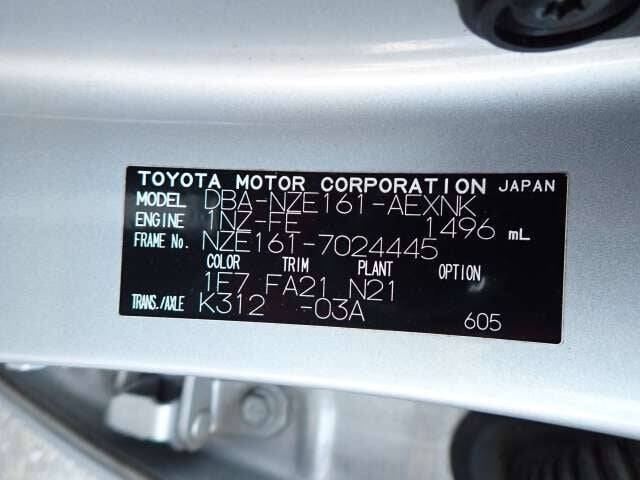 TOYOTA MOTOR CORPORATION JAPAN
MODEL DBA-NZE161-AEXNK
ENGINE 1NZ-FE 1496 mL
FRAME No. NZE161-7024445
COLOR TRIM PLANT OPTION
1F7 FA21 N21
TRANS./AXLE K312 -03A 605